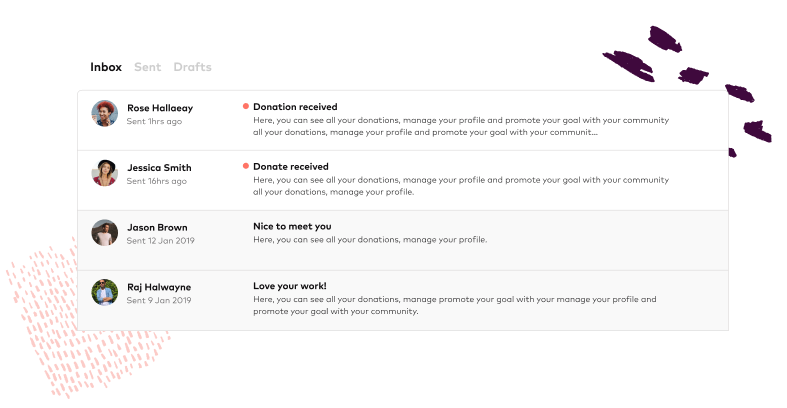 Inbox Sent Drafts
Rose Hallaeay
Sent 1hrs ago
Donation received
Here, you can see all your donations, manage your profile and promote your goal with your community
all your donations, manage your profile and promote your goal with your communit...
Jessica Smith
Sent 16hrs ago
Donate received
Here, you can see all your donations, manage your profile and promote your goal with your community
all your donations, manage your profile.
Jason Brown
Sent 12 Jan 2019
Nice to meet you
Here, you can see all your donations, manage your profile.
Raj Halwayne
Sent 9 Jan 2019
Love your work!
Here, you can see all your donations, manage promote your goal with your manage your profile and
promote your goal with your community.